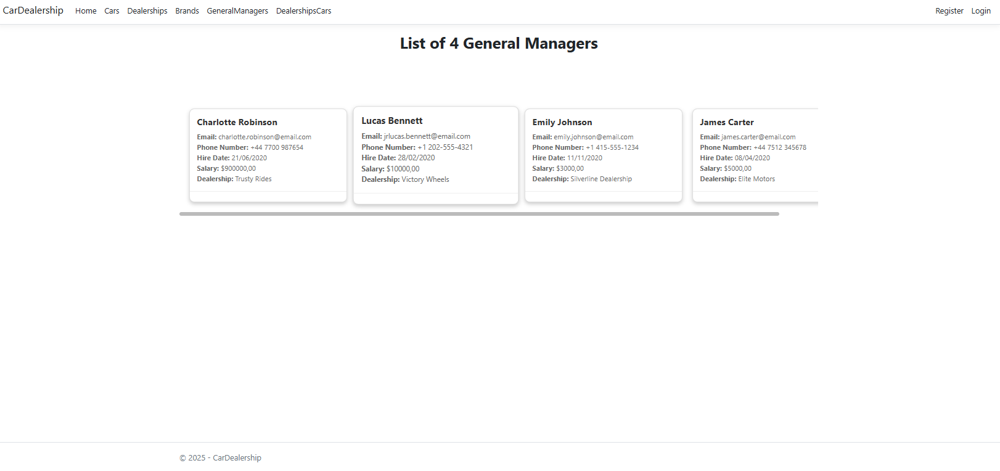 CarDealership Home Cars Dealerships Brands GeneralManagers DealershipsCars Register Login
List of 4 General Managers
Charlotte Robinson
Email: charlotte.robinson@email.com
Phone Number: +44 7700 987654
Hire Date: 21/06/2020
Salary: $900000,00
Dealership: Trusty Rides
Lucas Bennett
Email: jrlucas.bennett@email.com
Phone Number: +1 202-555-4321
Hire Date: 28/02/2020
Salary: $10000,00
Dealership: Victory Wheels
Emily Johnson
Email: emily.johnson@email.com
Phone Number: +1 415-555-1234
Hire Date: 11/11/2020
Salary: $3000,00
Dealership: Silverline Dealership
James Carter
Email: james.carter@email.com
Phone Number: +44 7512 345678
Hire Date: 08/04/2020
Salary: $5000,00
Dealership: Elite Motors
© 2025 - CarDealership